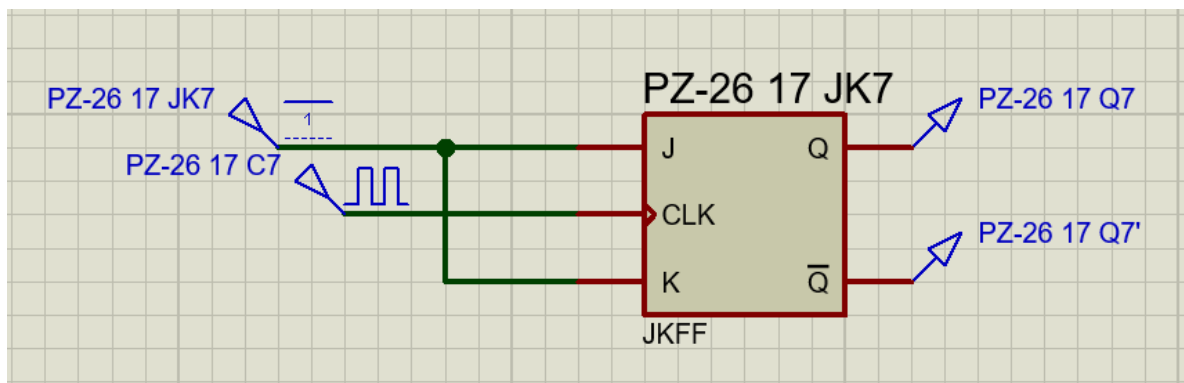 PZ-26 17 JK7
PZ-26 17 JK7
PZ-26 17 Q7
1
PZ-26 17 C7
J
Q
CLK
PZ-26 17 Q7'
K
Q̅
JKFF